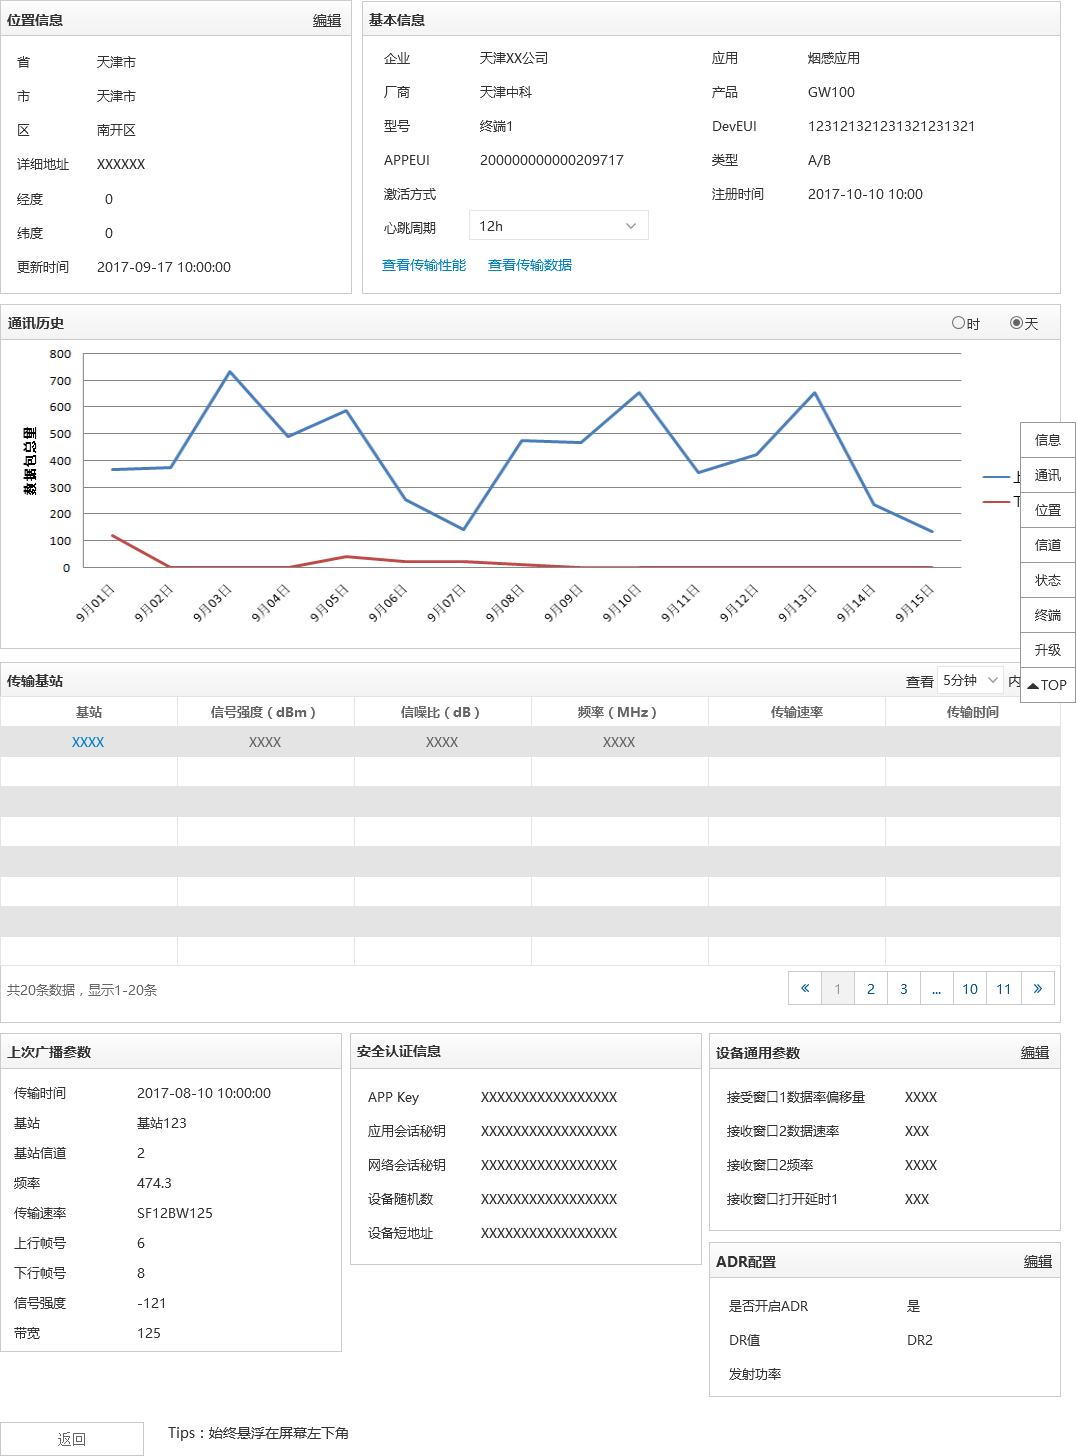 位置信息 编辑
省 天津市
市 天津市
区 南开区
详细地址 XXXXXX
经度 0
纬度 0
更新时间 2017-09-17 10:00:00
基本信息
企业 天津XX公司 应用 烟感应用
厂商 天津中科 产品 GW100
型号 终端1 DevEUI 123121321231321231321
APPEUI 200000000000209717 类型 A/B
激活方式 注册时间 2017-10-10 10:00
心跳周期 12h
查看传输性能 查看传输数据
通讯历史 时 天
800
700
600
500
400
300
200
100
0
数据包总里
9月01日 9月02日 9月03日 9月04日 9月05日 9月06日 9月07日 9月08日 9月09日 9月10日 9月11日 9月12日 9月13日 9月14日 9月15日
上
下
信息
通讯
位置
信道
状态
终端
升级
TOP
传输基站 查看 5分钟 内
基站 信号强度（dBm） 信噪比（dB） 频率（MHz） 传输速率 传输时间
XXXX XXXX XXXX XXXX
共20条数据，显示1-20条 « 1 2 3 ... 10 11 »
上次广播参数
传输时间 2017-08-10 10:00:00
基站 基站123
基站信道 2
频率 474.3
传输速率 SF12BW125
上行帧号 6
下行帧号 8
信号强度 -121
带宽 125
安全认证信息
APP Key XXXXXXXXXXXXXXXXX
应用会话秘钥 XXXXXXXXXXXXXXXXX
网络会话秘钥 XXXXXXXXXXXXXXXXX
设备随机数 XXXXXXXXXXXXXXXXX
设备短地址 XXXXXXXXXXXXXXXXX
设备通用参数 编辑
接受窗口1数据率偏移量 XXXX
接收窗口2数据速率 XXX
接收窗口2频率 XXXX
接收窗口打开延时1 XXX
ADR配置 编辑
是否开启ADR 是
DR值 DR2
发射功率
返回 Tips：始终悬浮在屏幕左下角